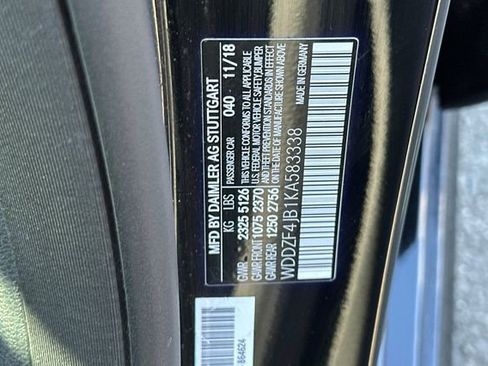 MFD BY DAIMLER AG STUTTGART
PASSENGER CAR 040 11/18
KG LBS
GVWR 2325 5126
GAWR FRONT 1075 2370
GAWR REAR 1250 2756
THIS VEHICLE CONFORMS TO ALL APPLICABLE
U.S. FEDERAL MOTOR VEHICLE SAFETY,BUMPER
AND THEFT PREVENTION STANDARDS IN EFFECT
ON THE DATE OF MANUFACTURE SHOWN ABOVE
WDDZF4JB1KA583338
MADE IN GERMANY
864624